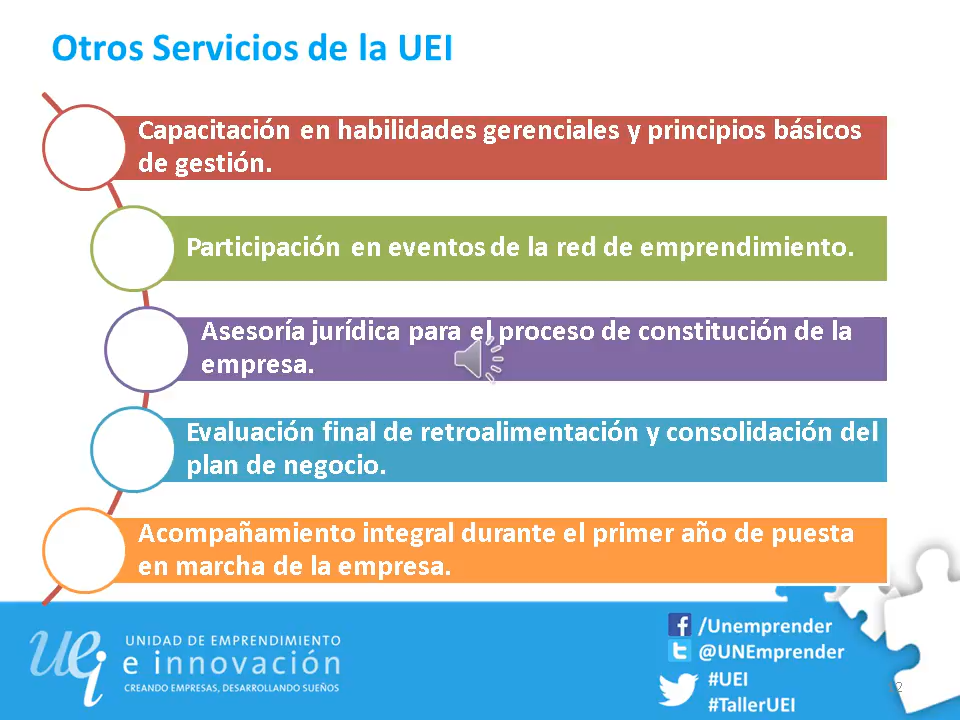 Otros Servicios de la UEI
Capacitación en habilidades gerenciales y principios básicos
de gestión.
Participación en eventos de la red de emprendimiento.
Asesoría jurídica para el proceso de constitución de la
empresa.
Evaluación final de retroalimentación y consolidación del
plan de negocio.
Acompañamiento integral durante el primer año de puesta
en marcha de la empresa.
uei
UNIDAD DE EMPRENDIMIENTO
e innovación
CREANDO EMPRESAS, DESARROLLANDO SUEÑOS
/Unemprender
@UNEmprender
#UEI
#TallerUEI
2